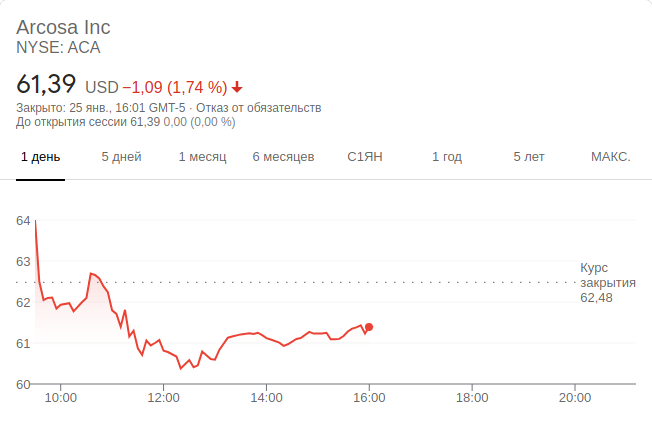 Arcosa Inc
NYSE: ACA
61,39 USD −1,09 (1,74 %)
Закрыто: 25 янв., 16:01 GMT-5 · Отказ от обязательств
До открытия сессии 61,39 0,00 (0,00 %)
1 день 5 дней 1 месяц 6 месяцев С1ЯН 1 год 5 лет МАКС.
64
63
62
61
60
Курс
закрытия
62,48
10:00 12:00 14:00 16:00 18:00 20:00